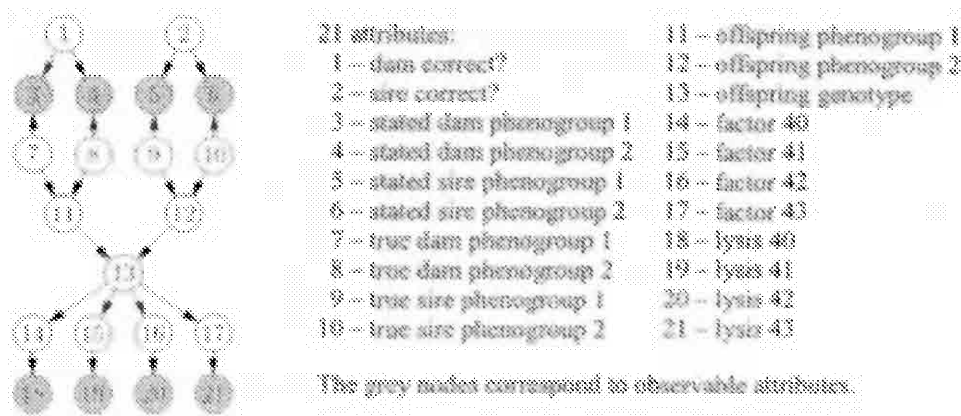 1 2
3 4 5 6
7 8 9 10
11 12
13
14 15 16 17
19 18 20 21
21 attributes:
1 – dam correct?
2 – sire correct?
3 – stated dam phenogroup 1
4 – stated dam phenogroup 2
5 – stated sire phenogroup 1
6 – stated sire phenogroup 2
7 – true dam phenogroup 1
8 – true dam phenogroup 2
9 – true sire phenogroup 1
10 – true sire phenogroup 2
11 – offspring phenogroup 1
12 – offspring phenogroup 2
13 – offspring genotype
14 – factor 40
15 – factor 41
16 – factor 42
17 – factor 43
18 – lysis 40
19 – lysis 41
20 – lysis 42
21 – lysis 43
The grey nodes correspond to observable attributes.